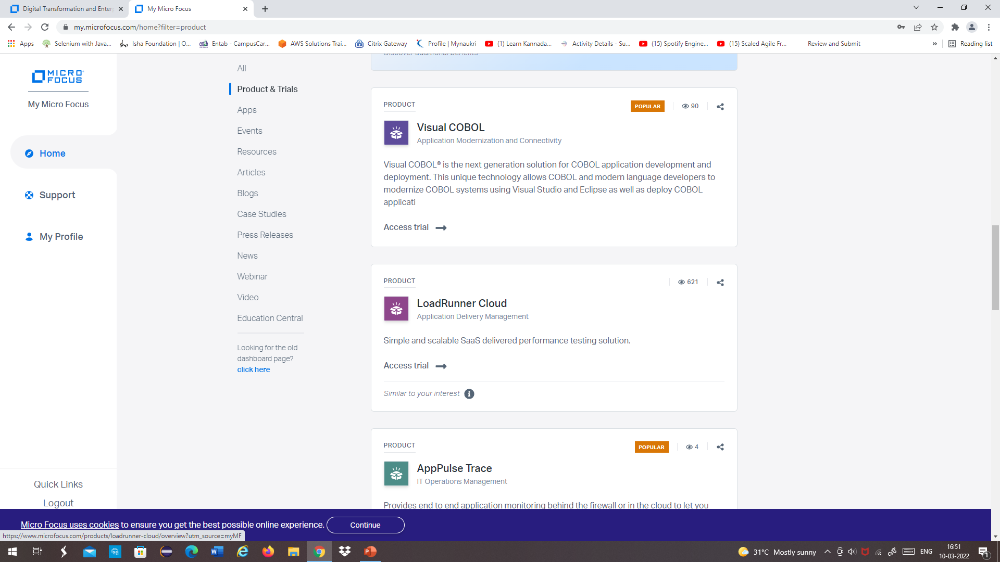 Digital Transformation and Enter
My Micro Focus
my.microfocus.com/home?filter=product
Apps
Selenium with Java...
Isha Foundation | O...
Entab - CampusCar...
AWS Solutions Trai...
Citrix Gateway
Profile | Mynaukri
(1) Learn Kannada...
Activity Details - Su...
(15) Spotify Engine...
(15) Scaled Agile Fr...
Review and Submit
»
Reading list
MICRO
FOCUS
My Micro Focus
Home
Support
My Profile
Quick Links
Logout
All
Product & Trials
Apps
Events
Resources
Articles
Blogs
Case Studies
Press Releases
News
Webinar
Video
Education Central
Looking for the old
dashboard page?
click here
Discover additional benefits
PRODUCT
POPULAR
90
Visual COBOL
Application Modernization and Connectivity
Visual COBOL® is the next generation solution for COBOL application development and
deployment. This unique technology allows COBOL and modern language developers to
modernize COBOL systems using Visual Studio and Eclipse as well as deploy COBOL
applicati
Access trial
PRODUCT
621
LoadRunner Cloud
Application Delivery Management
Simple and scalable SaaS delivered performance testing solution.
Access trial
Similar to your interest
PRODUCT
POPULAR
4
AppPulse Trace
IT Operations Management
Provides end to end application monitoring behind the firewall or in the cloud to let you
Micro Focus uses cookies to ensure you get the best possible online experience.
Continue
https://www.microfocus.com/products/loadrunner-cloud/overview?utm_source=myMF
31°C Mostly sunny
ENG
16:51
10-03-2022
1